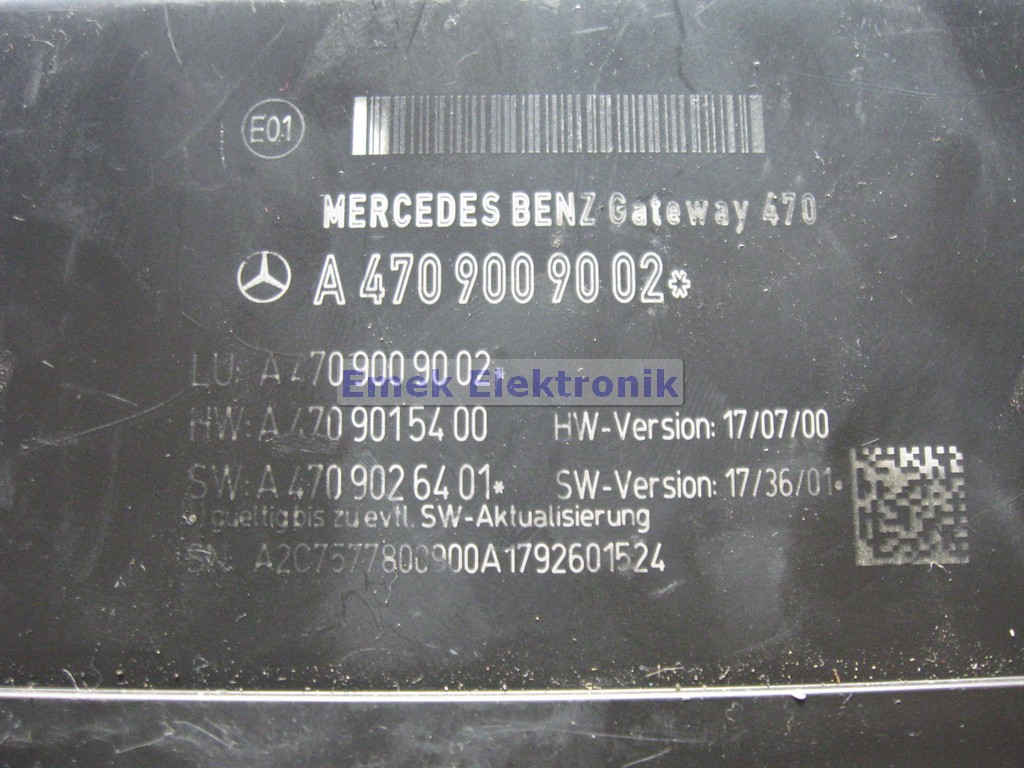 E01
MERCEDES BENZ Gateway 470
A 470 900 90 02*
LU: A 470 900 90 02*
Emek Elektronik
HW: A 470 901 54 00 HW-Version: 17/07/00
SW: A 470 902 64 01* SW-Version: 17/36/01*
gueltig bis zu evtl. SW-Aktualisierung
SN: